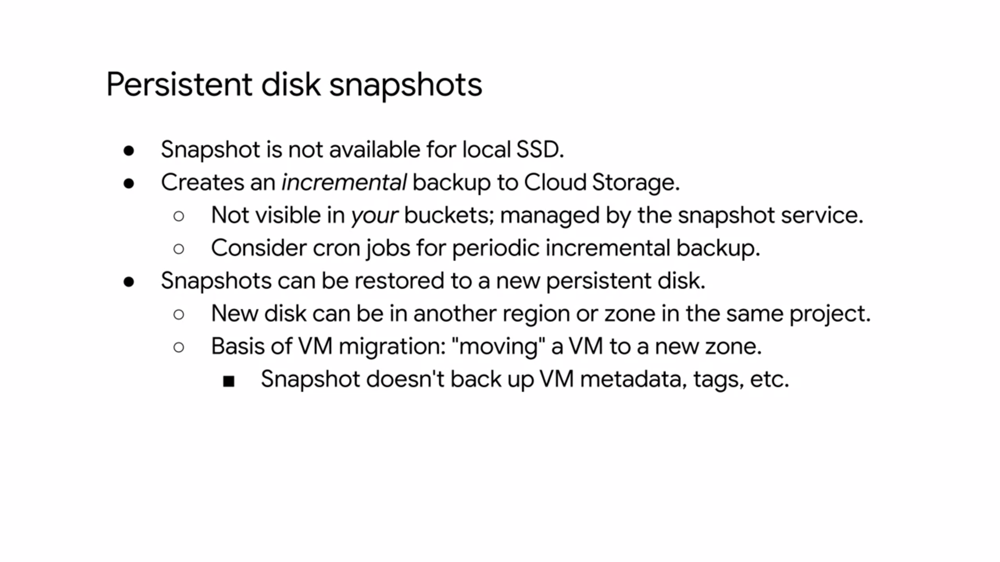 Persistent disk snapshots
● Snapshot is not available for local SSD.
● Creates an incremental backup to Cloud Storage.
○ Not visible in your buckets; managed by the snapshot service.
○ Consider cron jobs for periodic incremental backup.
● Snapshots can be restored to a new persistent disk.
○ New disk can be in another region or zone in the same project.
○ Basis of VM migration: "moving" a VM to a new zone.
■ Snapshot doesn't back up VM metadata, tags, etc.